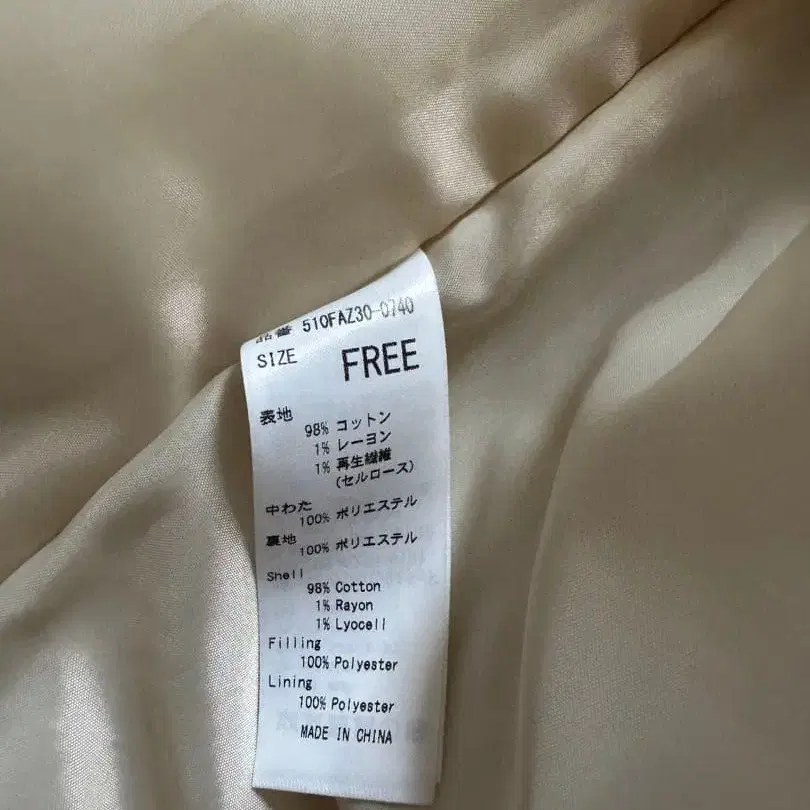 品番 510FAZ30-0740
SIZE FREE
表地
98% コットン
1% レーヨン
1% 再生繊維
(セルロース)
中わた
100% ポリエステル
裏地
100% ポリエステル
Shell
98% Cotton
1% Rayon
1% Lyocell
Filling
100% Polyester
Lining
100% Polyester
MADE IN CHINA